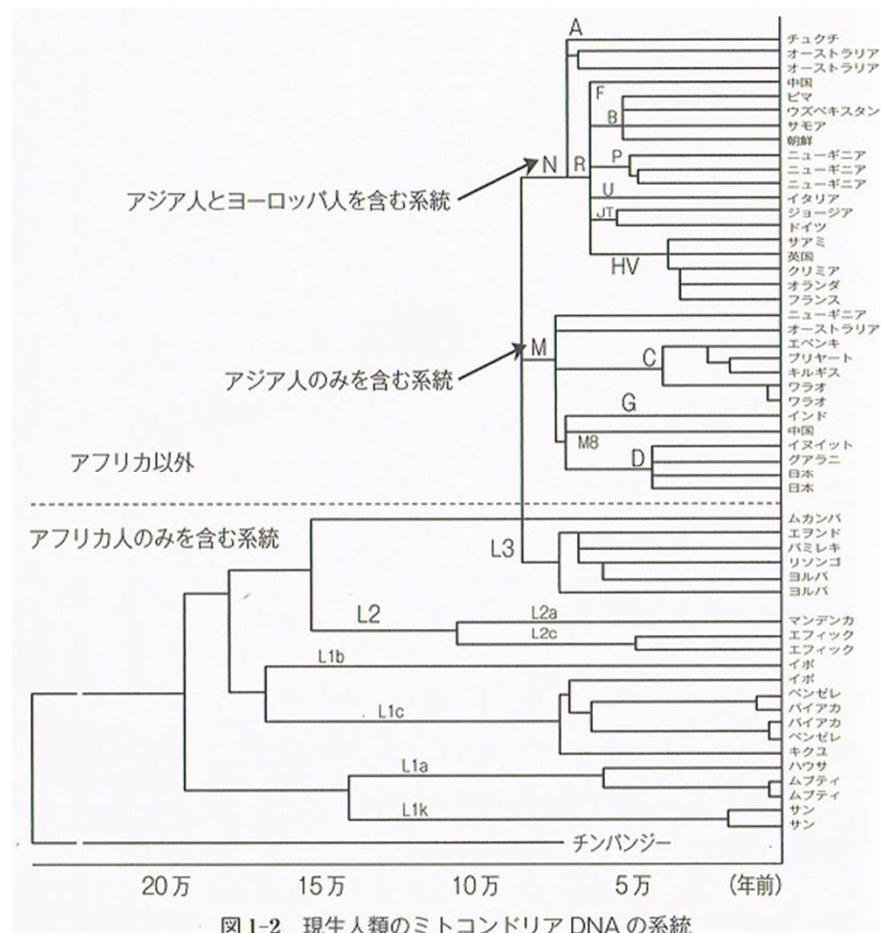 A
チュクチ
オーストラリア
オーストラリア
中国
F
ピマ
ウズベキスタン
B
サモア
朝鮮
ニューギニア
P
N
R
ニューギニア
ニューギニア
U
イタリア
アジア人とヨーロッパ人を含む系統
JT
ジョージア
ドイツ
サアミ
英国
HV
クリミア
オランダ
フランス
ニューギニア
オーストラリア
エベンキ
M
C
ブリヤート
キルギス
アジア人のみを含む系統
ワラオ
ワラオ
G
インド
中国
M8
イヌイット
アフリカ以外
D
グアラニ
日本
日本
ムカンバ
アフリカ人のみを含む系統
エヲンド
L3
バミレキ
リソンゴ
ヨルバ
ヨルバ
L2
L2a
マンデンカ
L2c
エフィック
エフィック
L1b
イボ
イボ
ベンゼレ
バイアカ
L1c
バイアカ
ベンゼレ
キクユ
L1a
ハウサ
ムブティ
ムブティ
L1k
サン
サン
チンパンジー
20万 15万 10万 5万 (年前)
図1-2 現生人類のミトコンドリアDNAの系統